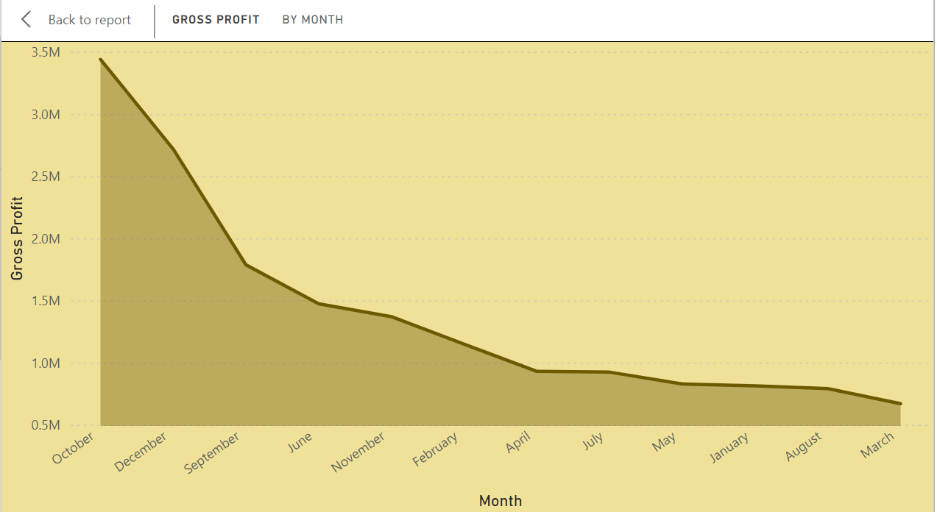 Back to report GROSS PROFIT BY MONTH
3.5M
3.0M
2.5M
2.0M
1.5M
1.0M
0.5M
Gross Profit
October December September June November February April July May January August March
Month